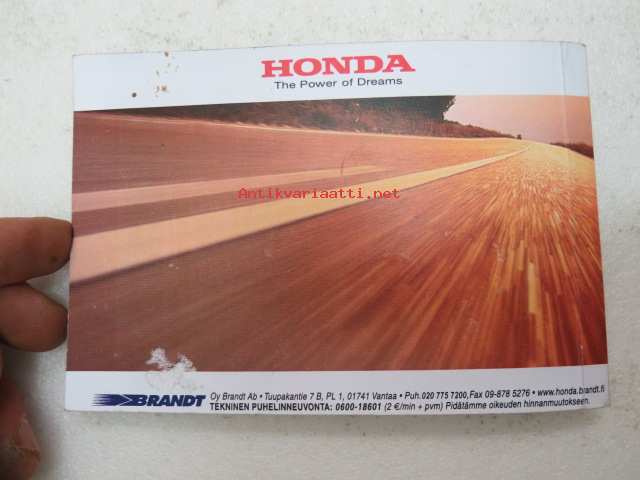 HONDA
The Power of Dreams
Antikvariaatti.net
BRANDT
Oy Brandt Ab • Tuupakantie 7 B, PL 1, 01741 Vantaa • Puh. 020 775 7200, Fax 09-878 5276 • www.honda.brandt.fi
TEKNINEN PUHELINNEUVONTA: 0600-18601 (2 €/min + pvm) Pidätämme oikeuden hinnanmuutokseen.